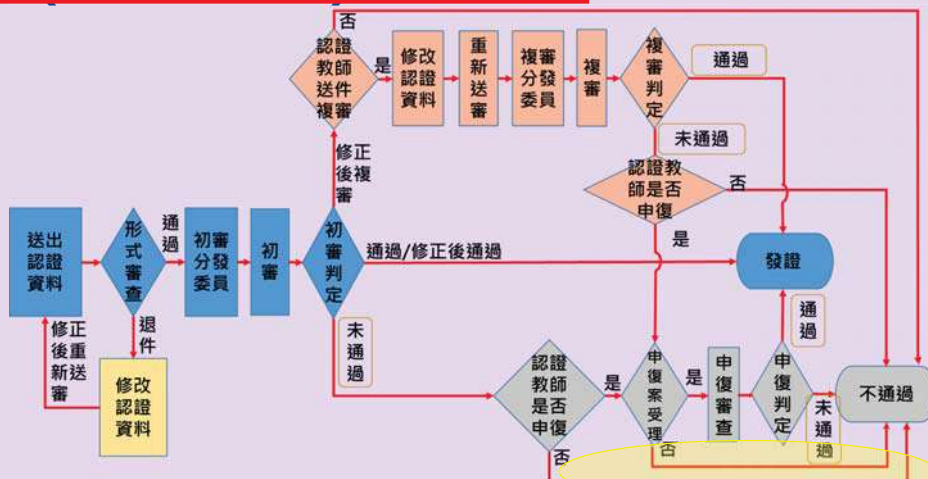 否
認證
教師
送件
複審
是
修改
認證
資料
重
新
送
審
複審
分發
委員
複
審
複
審
判
定
通過
未通過
修正
後複
審
認證教
師是否
申復
否
是
送出
認證
資料
形
式
審
查
通
過
初審
分發
委員
初
審
初
審
判
定
通過/修正後通過
發證
修正
後重
新送
審
退
件
修改
認證
資料
未
通
過
認證
教師
是否
申復
是
否
申
復
案
受
理
是
否
申
復
審
查
申
復
判
定
通
過
未
通
過
不通過